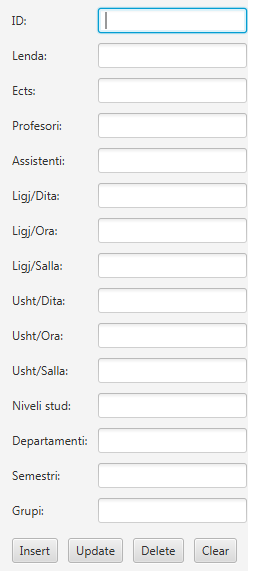 ID:
Lenda:
Ects:
Profesori:
Assistenti:
Ligj/Dita:
Ligj/Ora:
Ligj/Salla:
Usht/Dita:
Usht/Ora:
Usht/Salla:
Niveli stud:
Departamenti:
Semestri:
Grupi:
Insert Update Delete Clear